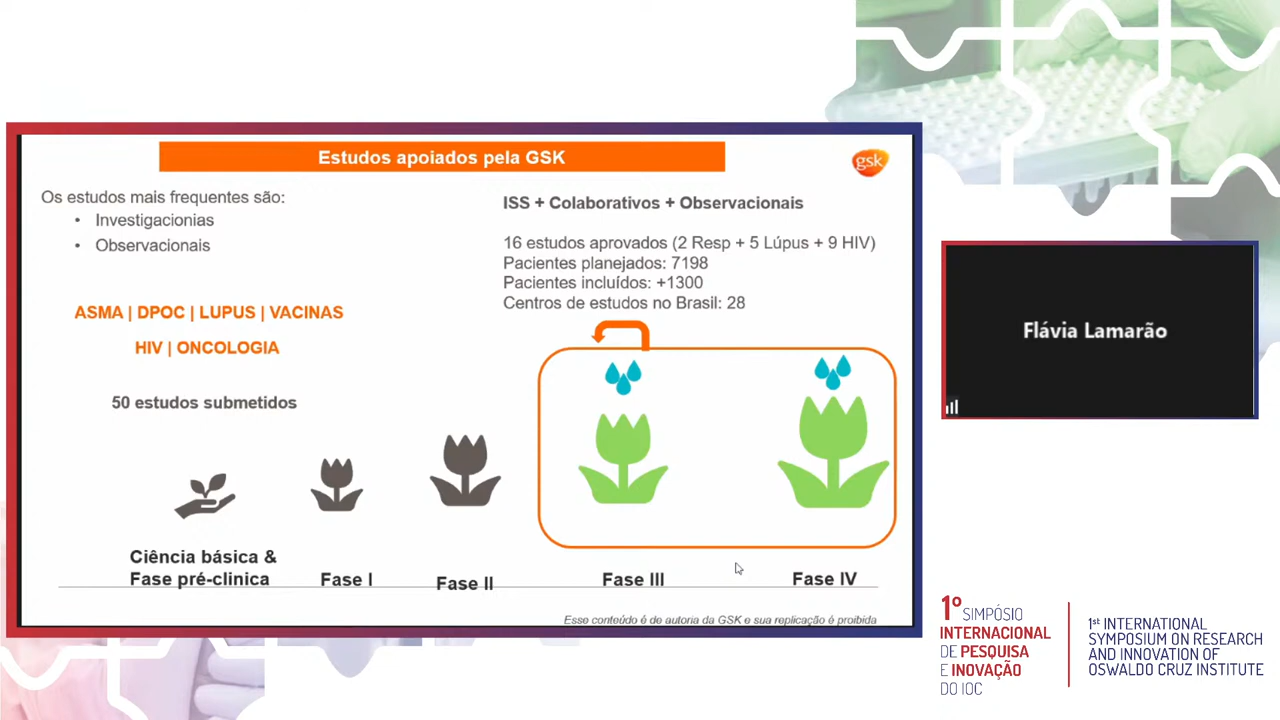 Estudos apoiados pela GSK
gsk
Os estudos mais frequentes são:
• Investigacionias
• Observacionais
ASMA | DPOC | LUPUS | VACINAS
HIV | ONCOLOGIA
50 estudos submetidos
ISS + Colaborativos + Observacionais
16 estudos aprovados (2 Resp + 5 Lúpus + 9 HIV)
Pacientes planejados: 7198
Pacientes incluídos: +1300
Centros de estudos no Brasil: 28
Ciência básica &
Fase pré-clinica
Fase I
Fase II
Fase III
Fase IV
Esse conteúdo é de autoria da GSK e sua replicação é proibida
Flávia Lamarão
1º SIMPÓSIO
INTERNACIONAL
DE PESQUISA
E INOVAÇÃO
DO IOC
1st INTERNATIONAL
SYMPOSIUM ON RESEARCH
AND INNOVATION OF
OSWALDO CRUZ INSTITUTE